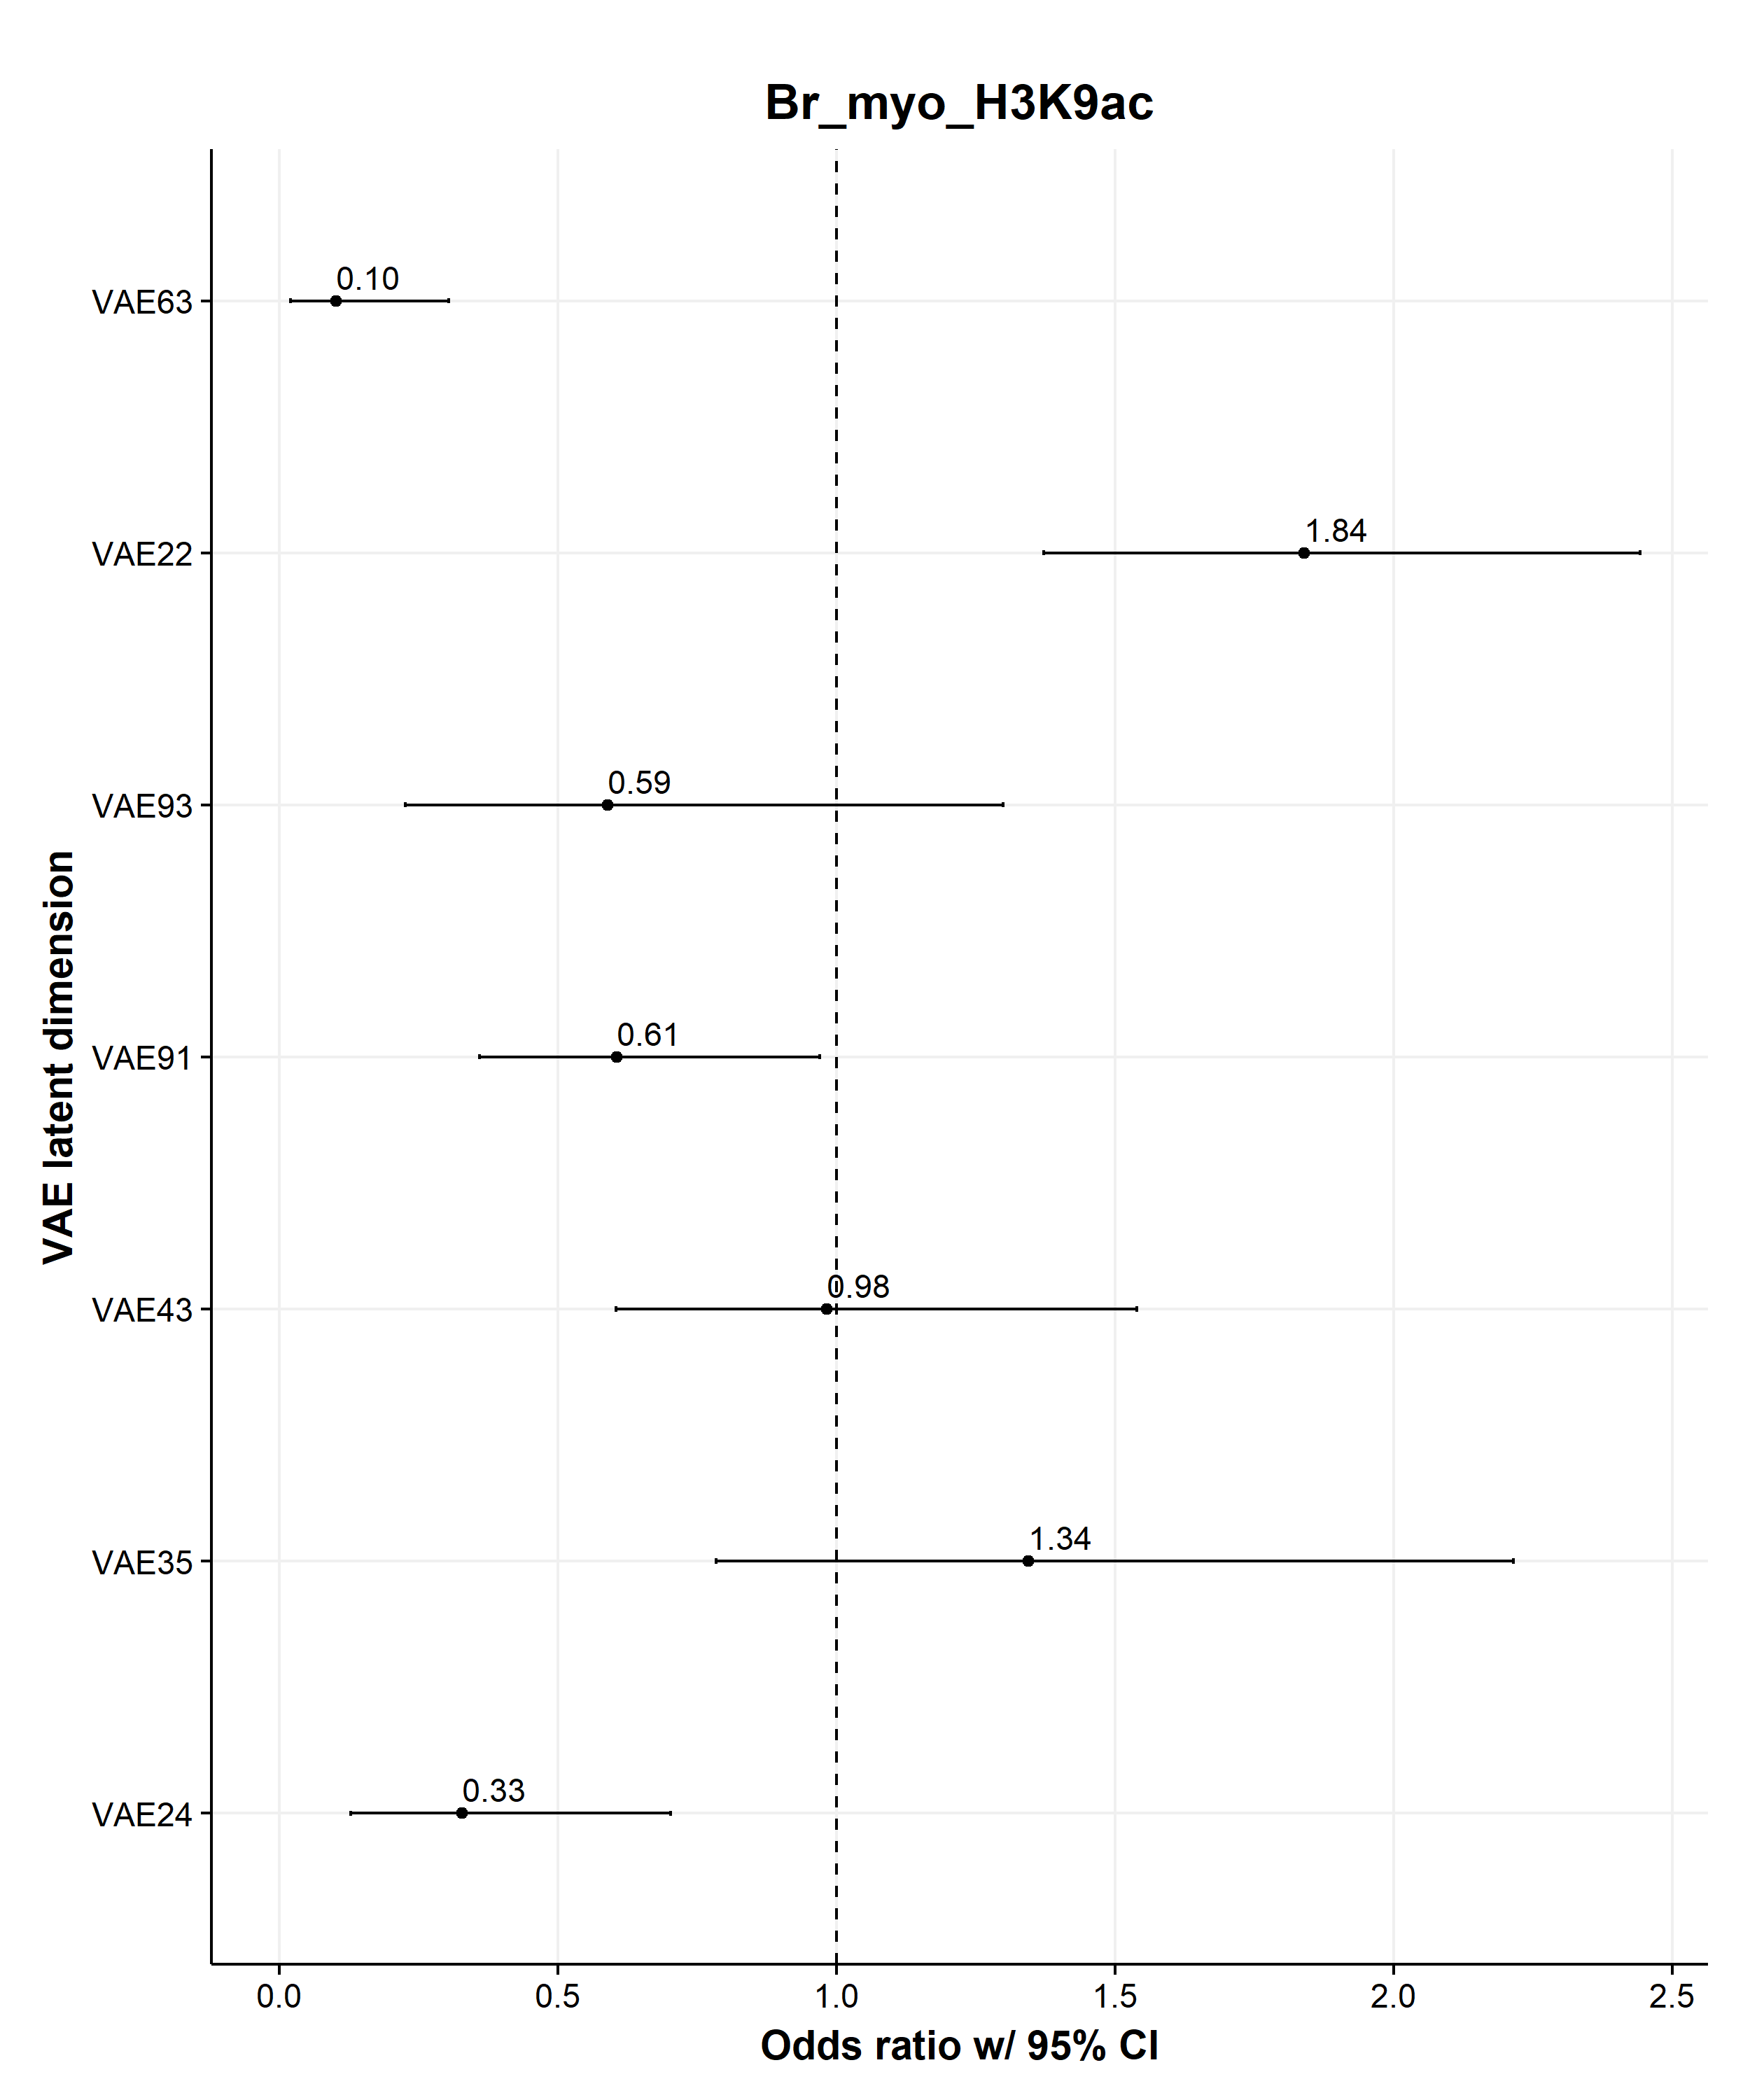 Br_myo_H3K9ac
VAE latent dimension
VAE63
0.10
VAE22
1.84
VAE93
0.59
VAE91
0.61
VAE43
0.98
VAE35
1.34
VAE24
0.33
0.0 0.5 1.0 1.5 2.0 2.5
Odds ratio w/ 95% CI